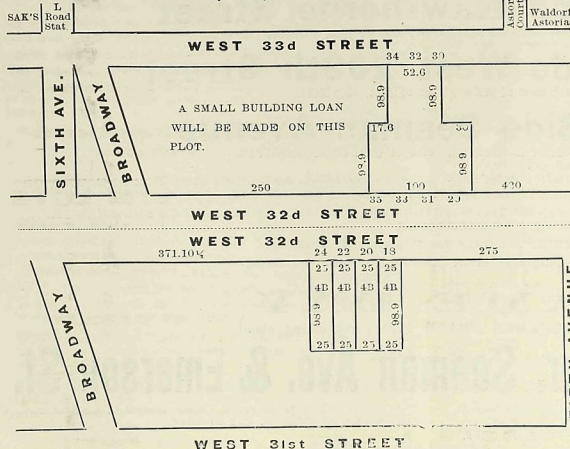 SAK'S
L
Road
Stat.
Astor
Court
Waldorf
Astoria
WEST 33d STREET
34 32 30
52.6
98.9
98.9
SIXTH AVE.
BROADWAY
A SMALL BUILDING LOAN
WILL BE MADE ON THIS
PLOT.
17.6
30
98.9
98.9
250
100
420
35 33 31 29
WEST 32d STREET
WEST 32d STREET
371.10¼
24 22 20 18
275
25 25 25 25
4B 4B 4B 4B
98.9
98.9
BROADWAY
25 25 25 25
WEST 31st STREET